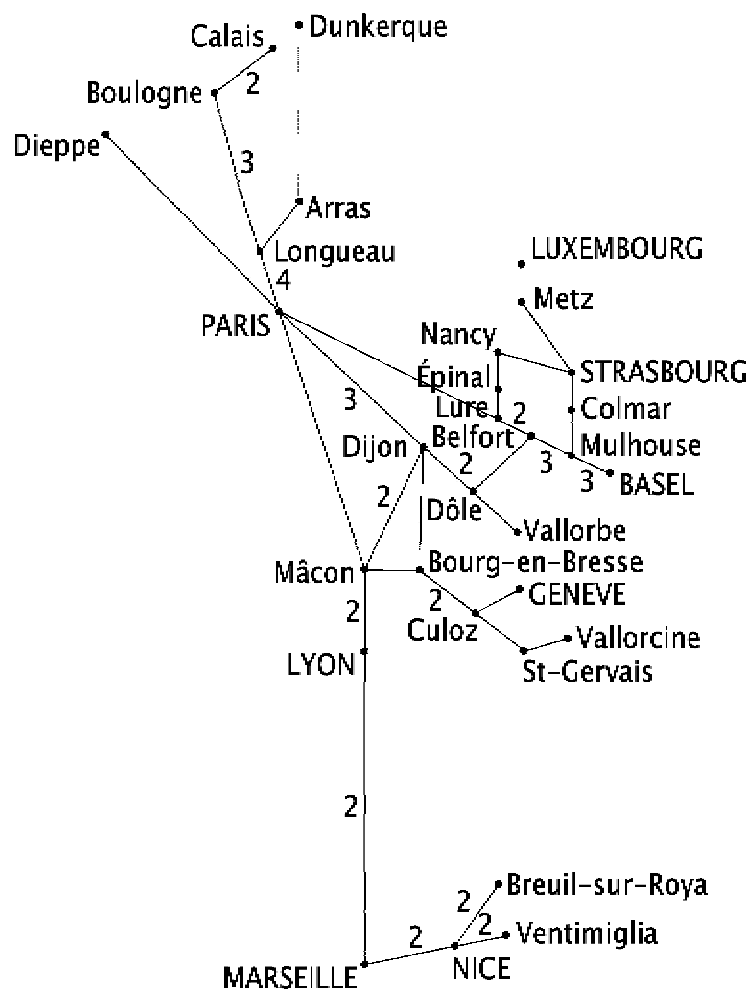 Dunkerque
Calais
2
Boulogne
Dieppe
3
Arras
LUXEMBOURG
Longueau
4
Metz
PARIS
Nancy
STRASBOURG
Épinal
3
Lure
2
Colmar
Belfort
Dijon
Mulhouse
2
3
3
BASEL
2
Dôle
Vallorbe
Mâcon
Bourg-en-Bresse
2
2
GENEVE
Culoz
Vallorcine
LYON
St-Gervais
2
Breuil-sur-Roya
2
2
Ventimiglia
2
NICE
MARSEILLE